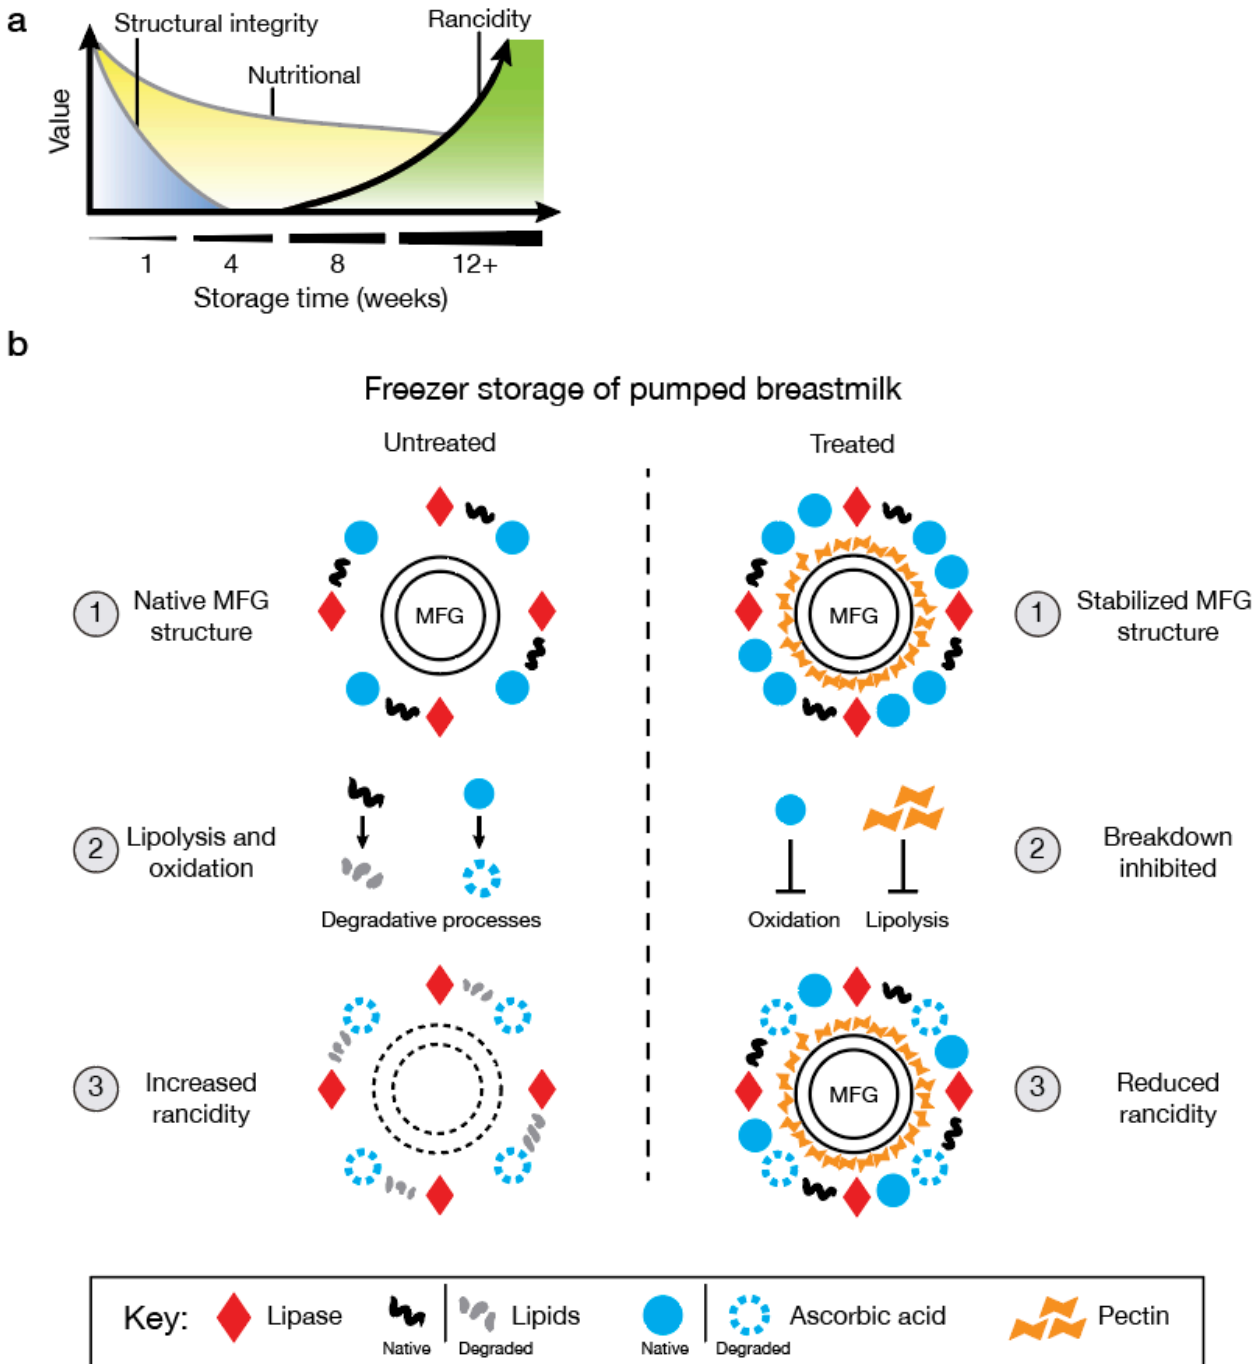 a
Structural integrity
Rancidity
Nutritional
Value
1 4 8 12+
Storage time (weeks)
b
Freezer storage of pumped breastmilk
Untreated
Treated
1 Native MFG
structure
MFG
MFG
1 Stabilized MFG
structure
2 Lipolysis and
oxidation
Degradative processes
Oxidation Lipolysis
2 Breakdown
inhibited
3 Increased
rancidity
MFG
3 Reduced
rancidity
Key: Lipase Lipids Ascorbic acid Pectin
Native Degraded Native Degraded